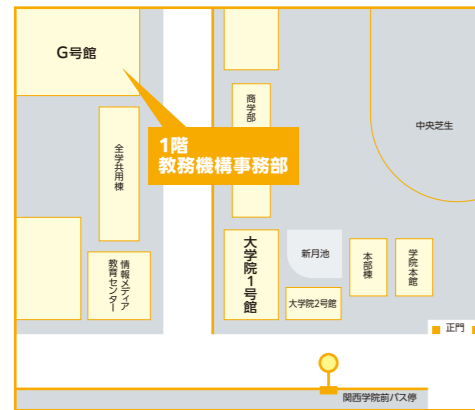 G号館
1階
教務機構事務部
商学部
中央芝生
全学共用棟
情報メディア
教育センター
大学院1号館
新月池
大学院2号館
本部棟
学院本館
正門
関西学院前バス停